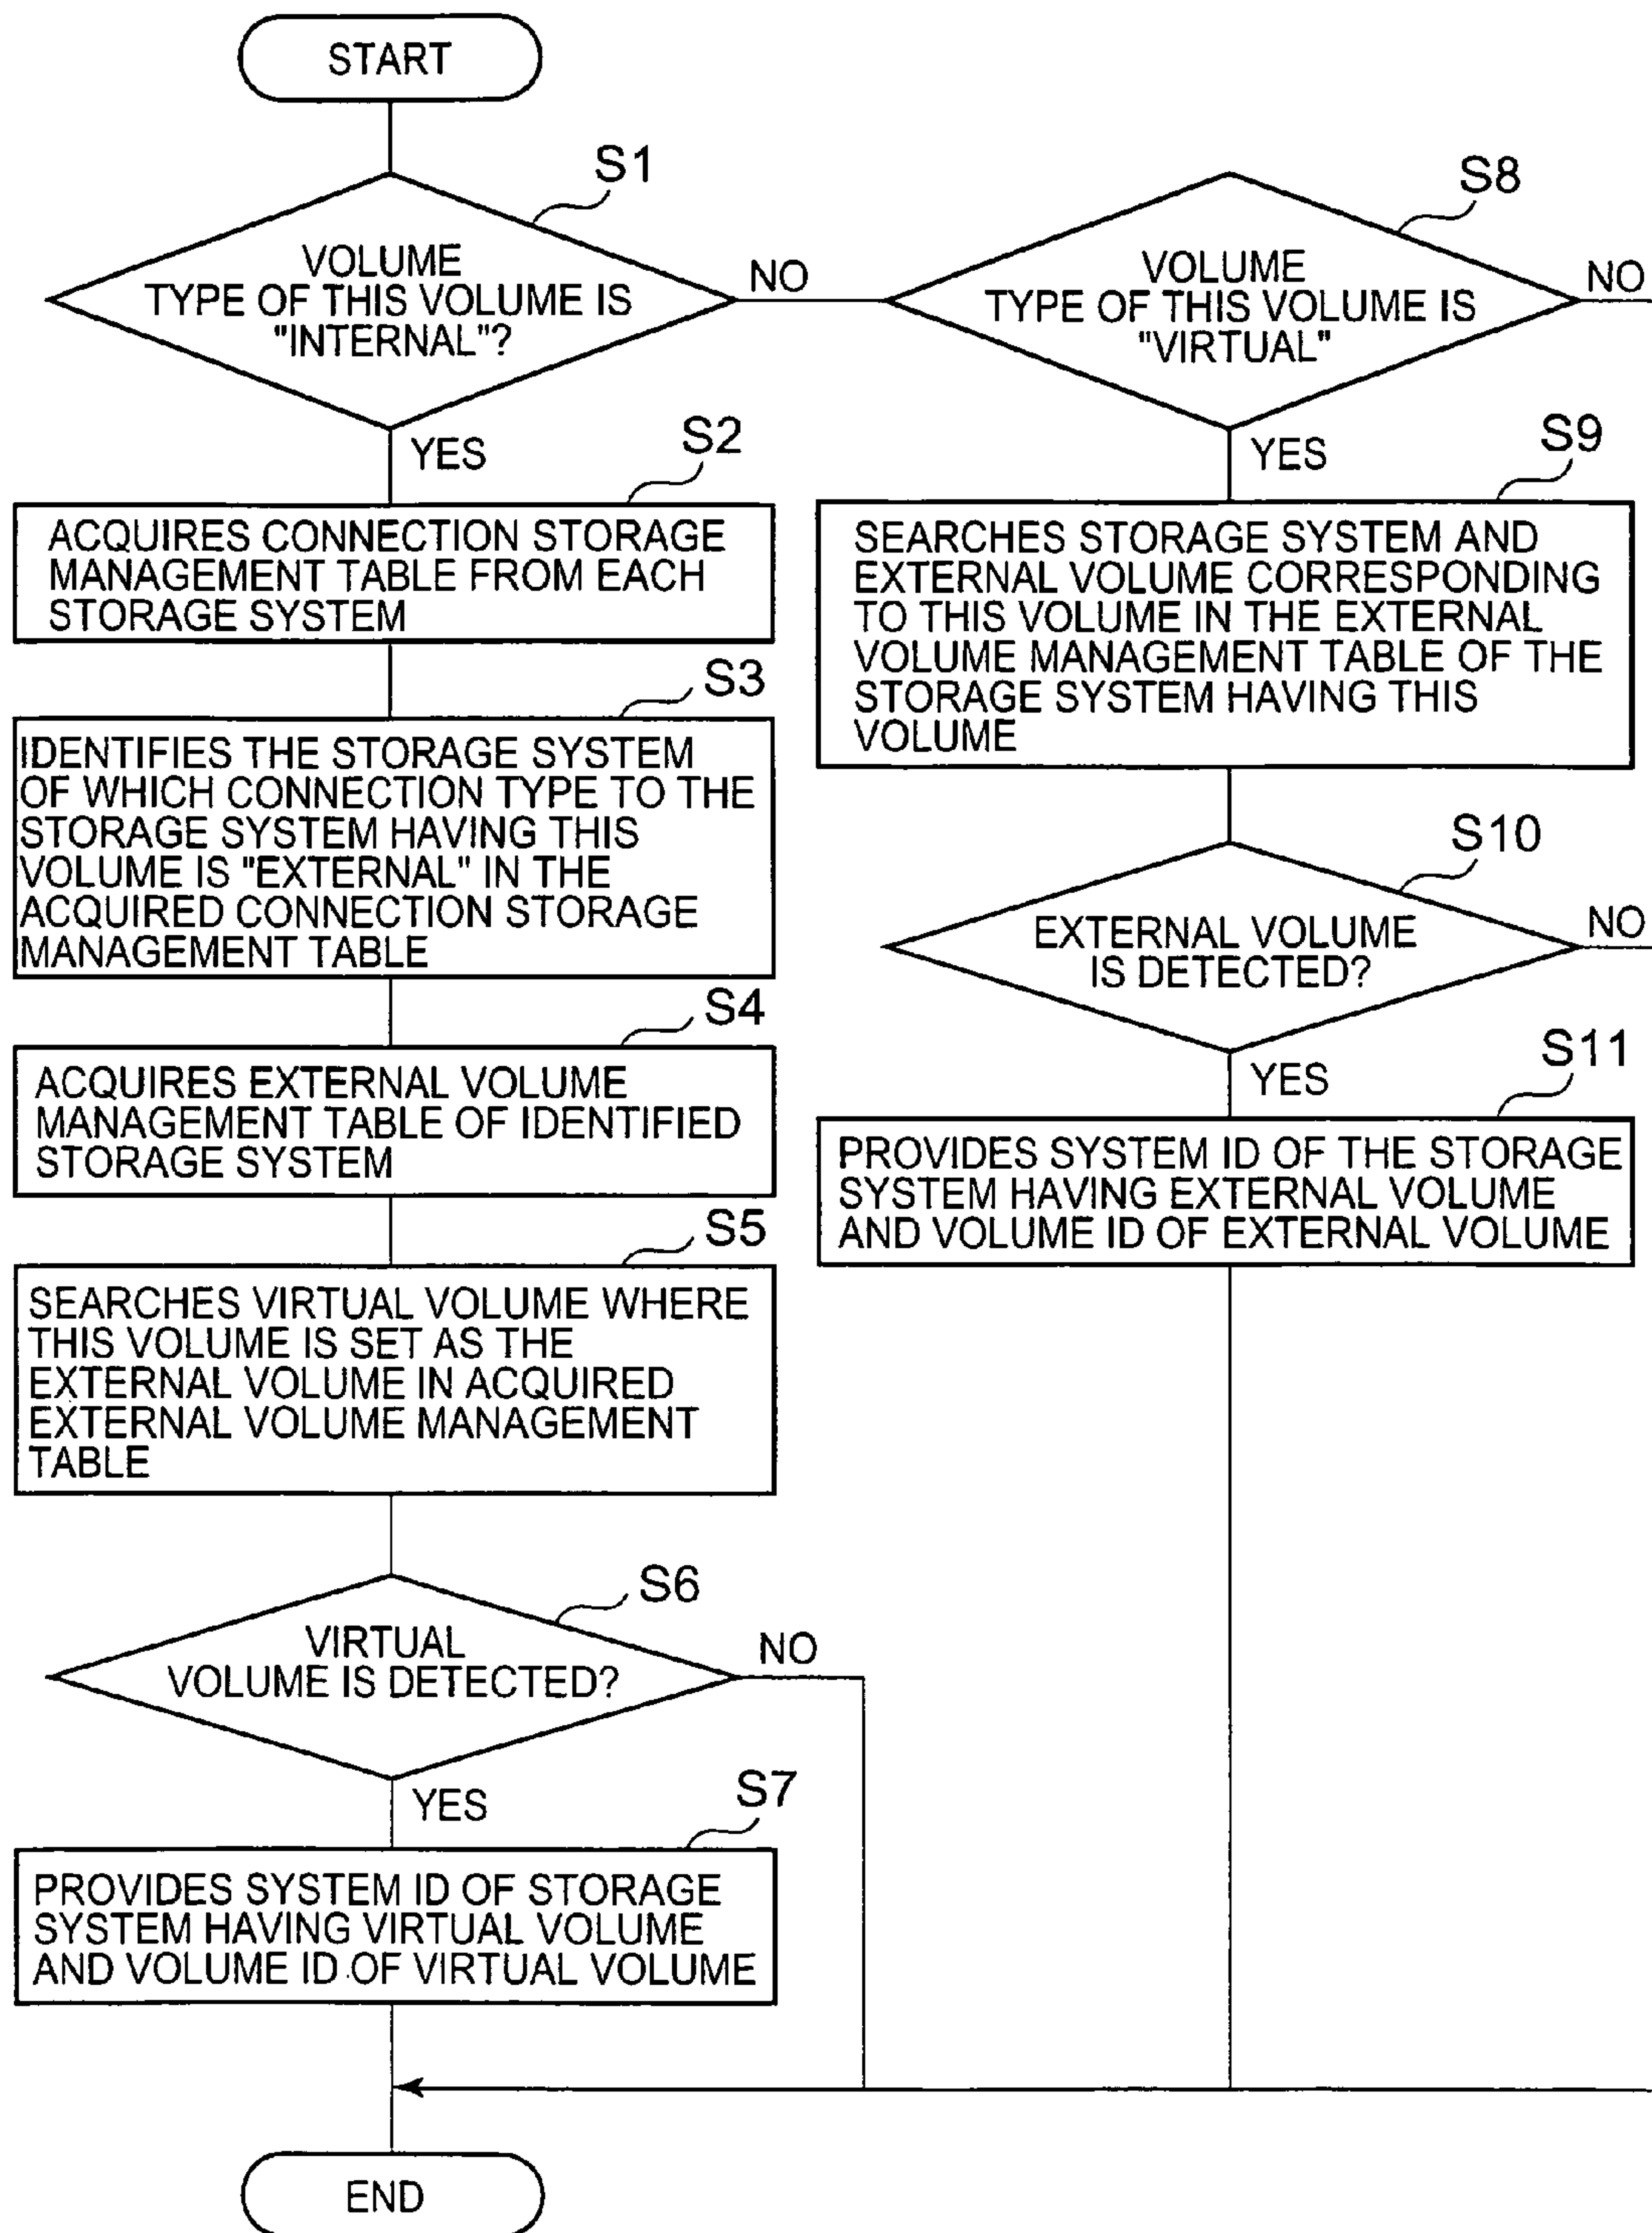 START
S1
VOLUME
TYPE OF THIS VOLUME IS
"INTERNAL"?
NO
YES
S2
ACQUIRES CONNECTION STORAGE
MANAGEMENT TABLE FROM EACH
STORAGE SYSTEM
S3
IDENTIFIES THE STORAGE SYSTEM
OF WHICH CONNECTION TYPE TO THE
STORAGE SYSTEM HAVING THIS
VOLUME IS "EXTERNAL" IN THE
ACQUIRED CONNECTION STORAGE
MANAGEMENT TABLE
S4
ACQUIRES EXTERNAL VOLUME
MANAGEMENT TABLE OF IDENTIFIED
STORAGE SYSTEM
S5
SEARCHES VIRTUAL VOLUME WHERE
THIS VOLUME IS SET AS THE
EXTERNAL VOLUME IN ACQUIRED
EXTERNAL VOLUME MANAGEMENT
TABLE
S6
VIRTUAL
VOLUME IS DETECTED?
NO
YES
S7
PROVIDES SYSTEM ID OF STORAGE
SYSTEM HAVING VIRTUAL VOLUME
AND VOLUME ID OF VIRTUAL VOLUME
END
S8
VOLUME
TYPE OF THIS VOLUME IS
"VIRTUAL"
NO
YES
S9
SEARCHES STORAGE SYSTEM AND
EXTERNAL VOLUME CORRESPONDING
TO THIS VOLUME IN THE EXTERNAL
VOLUME MANAGEMENT TABLE OF THE
STORAGE SYSTEM HAVING THIS
VOLUME
S10
EXTERNAL VOLUME
IS DETECTED?
NO
YES
S11
PROVIDES SYSTEM ID OF THE STORAGE
SYSTEM HAVING EXTERNAL VOLUME
AND VOLUME ID OF EXTERNAL VOLUME